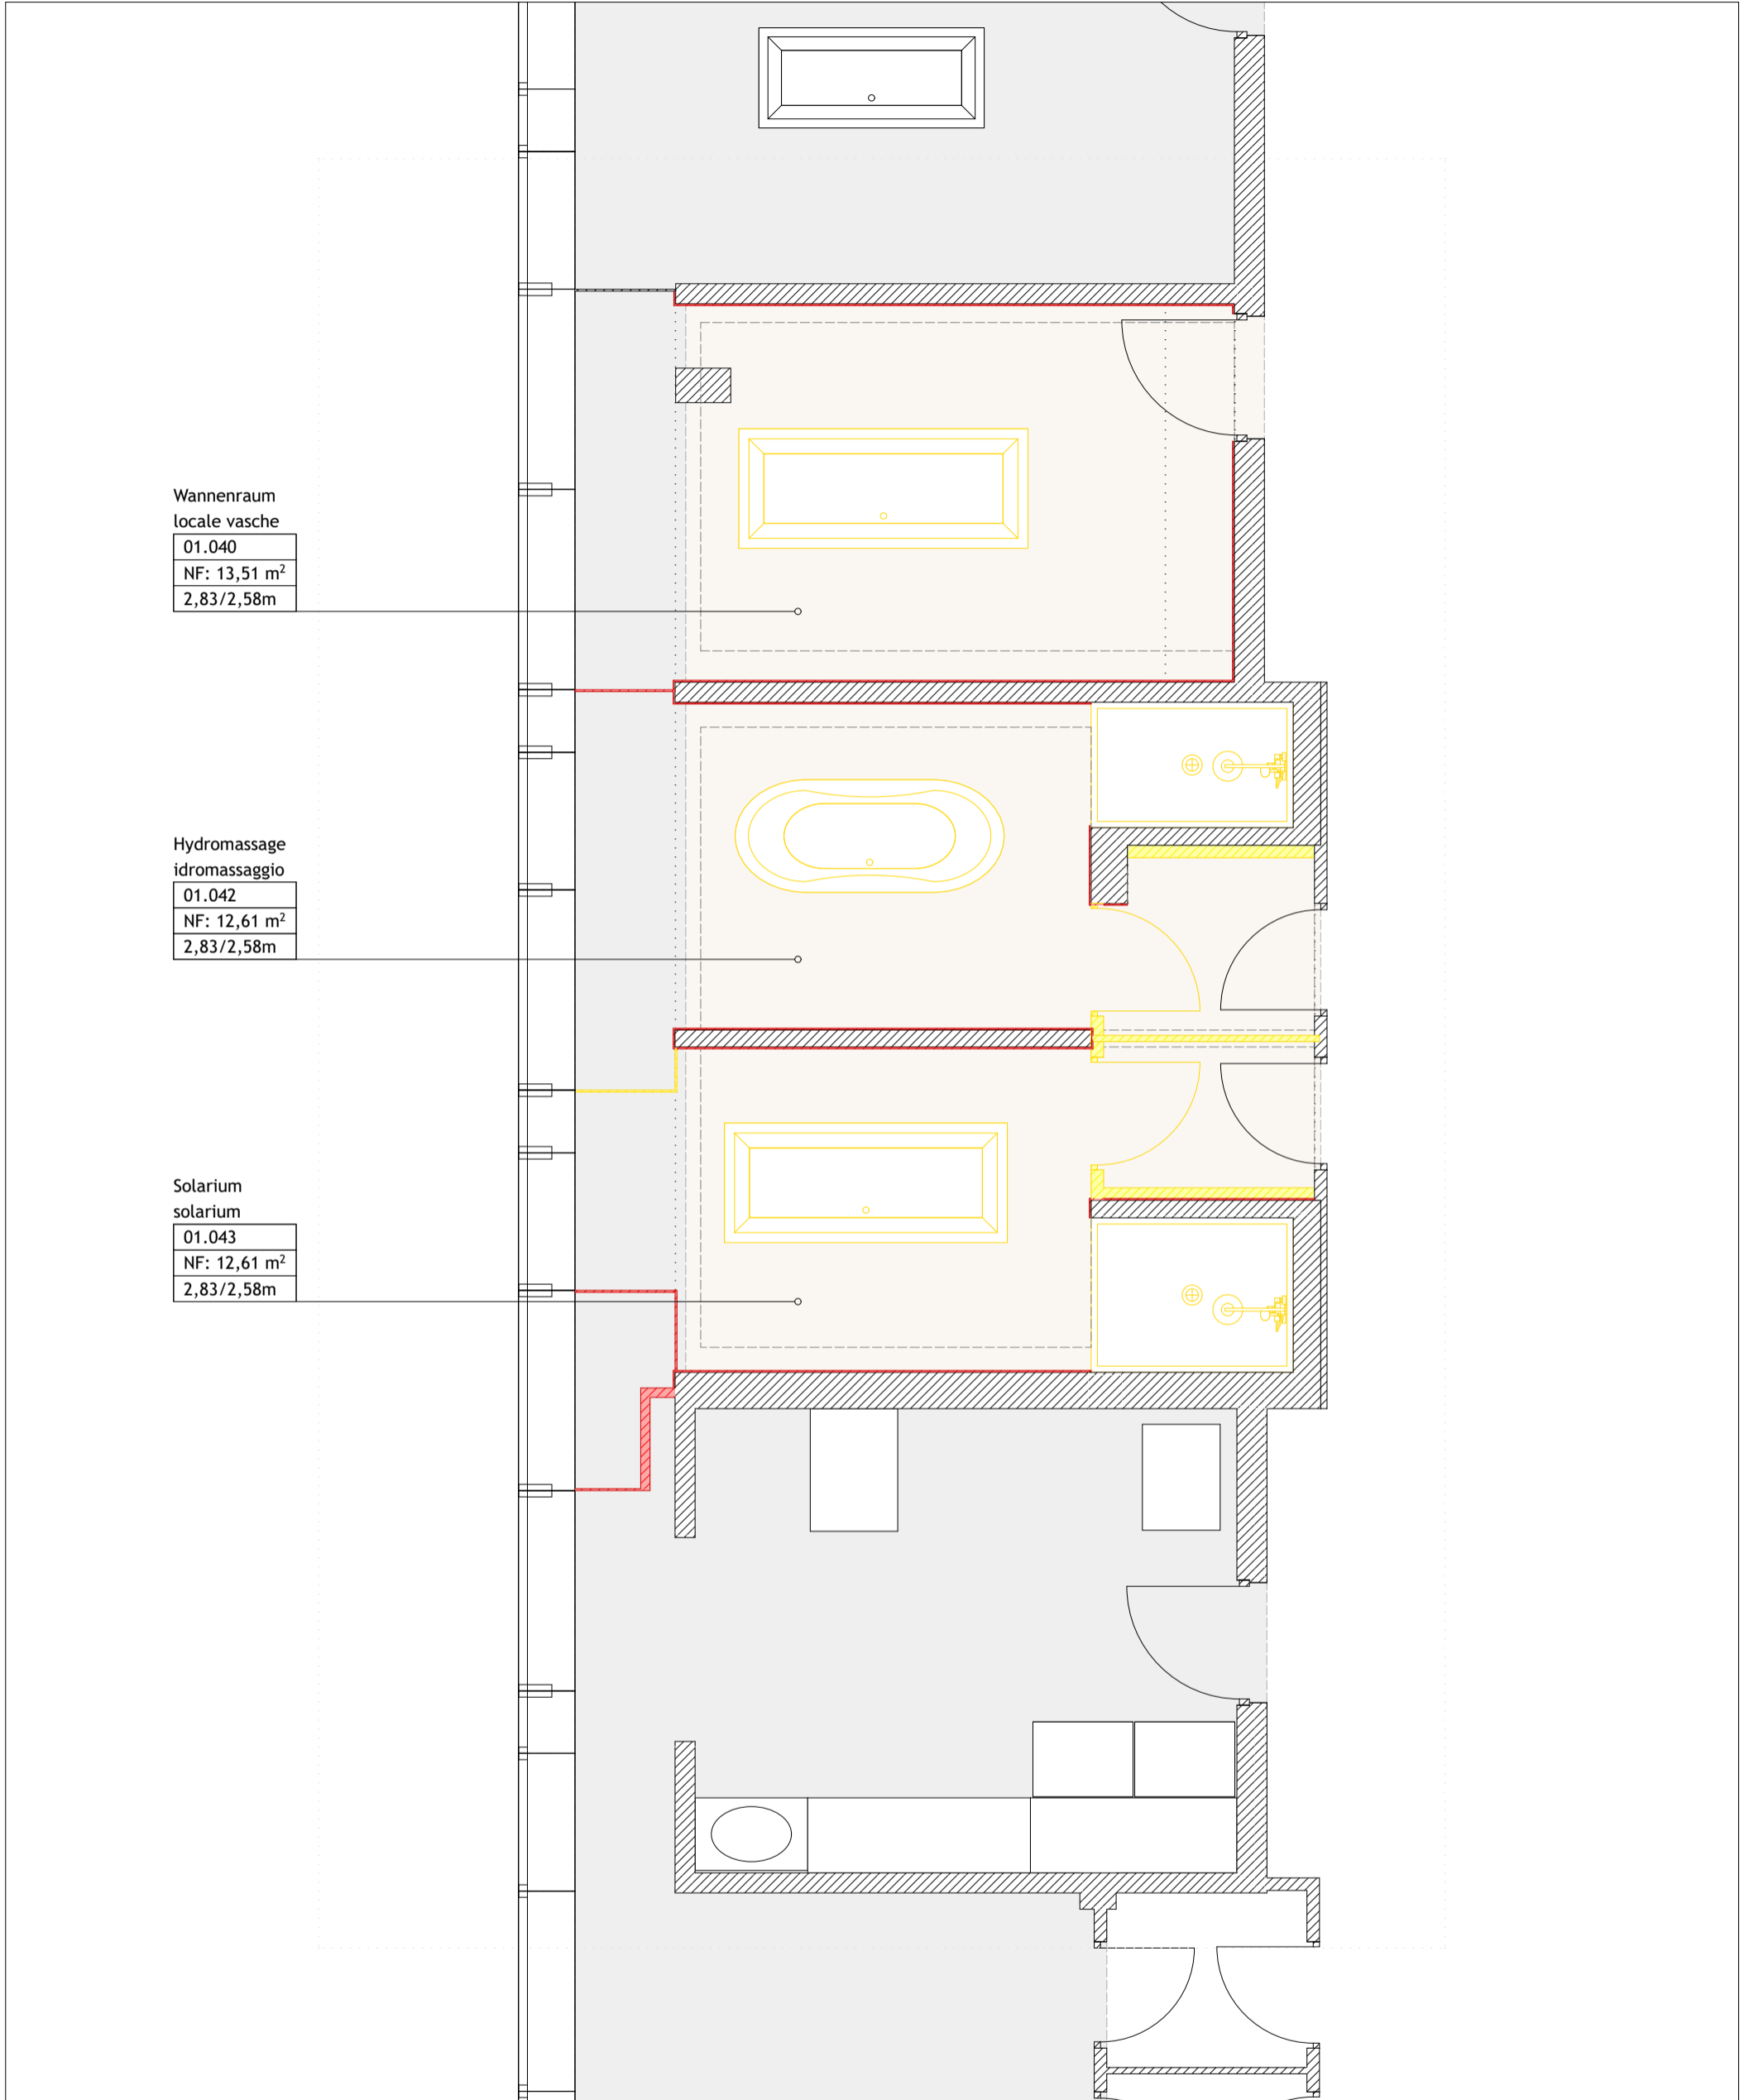 Wannenraum
locale vasche
01.040
NF: 13,51 m²
2,83/2,58m
Hydromassage
idromassaggio
01.042
NF: 12,61 m²
2,83/2,58m
Solarium
solarium
01.043
NF: 12,61 m²
2,83/2,58m